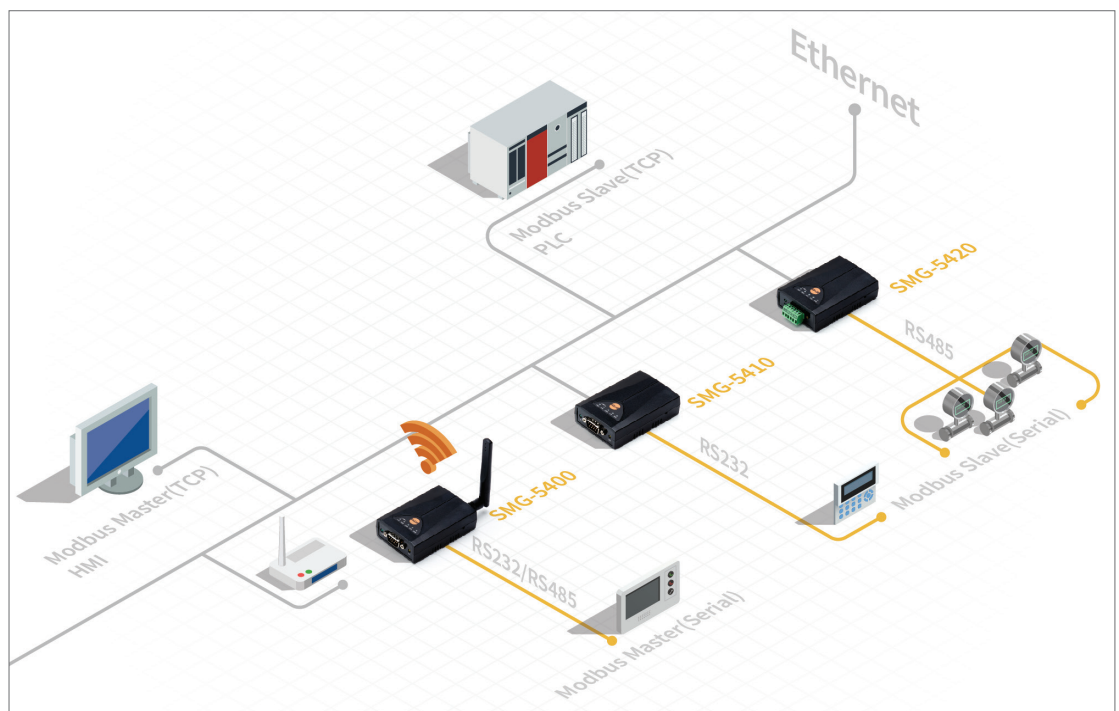 Ethernet
Modbus Slave(TCP)
PLC
SMG-5420
RS485
SMG-5410
RS232
Modbus Slave(Serial)
Modbus Master(TCP)
HMI
SMG-5400
RS232/RS485
Modbus Master(Serial)